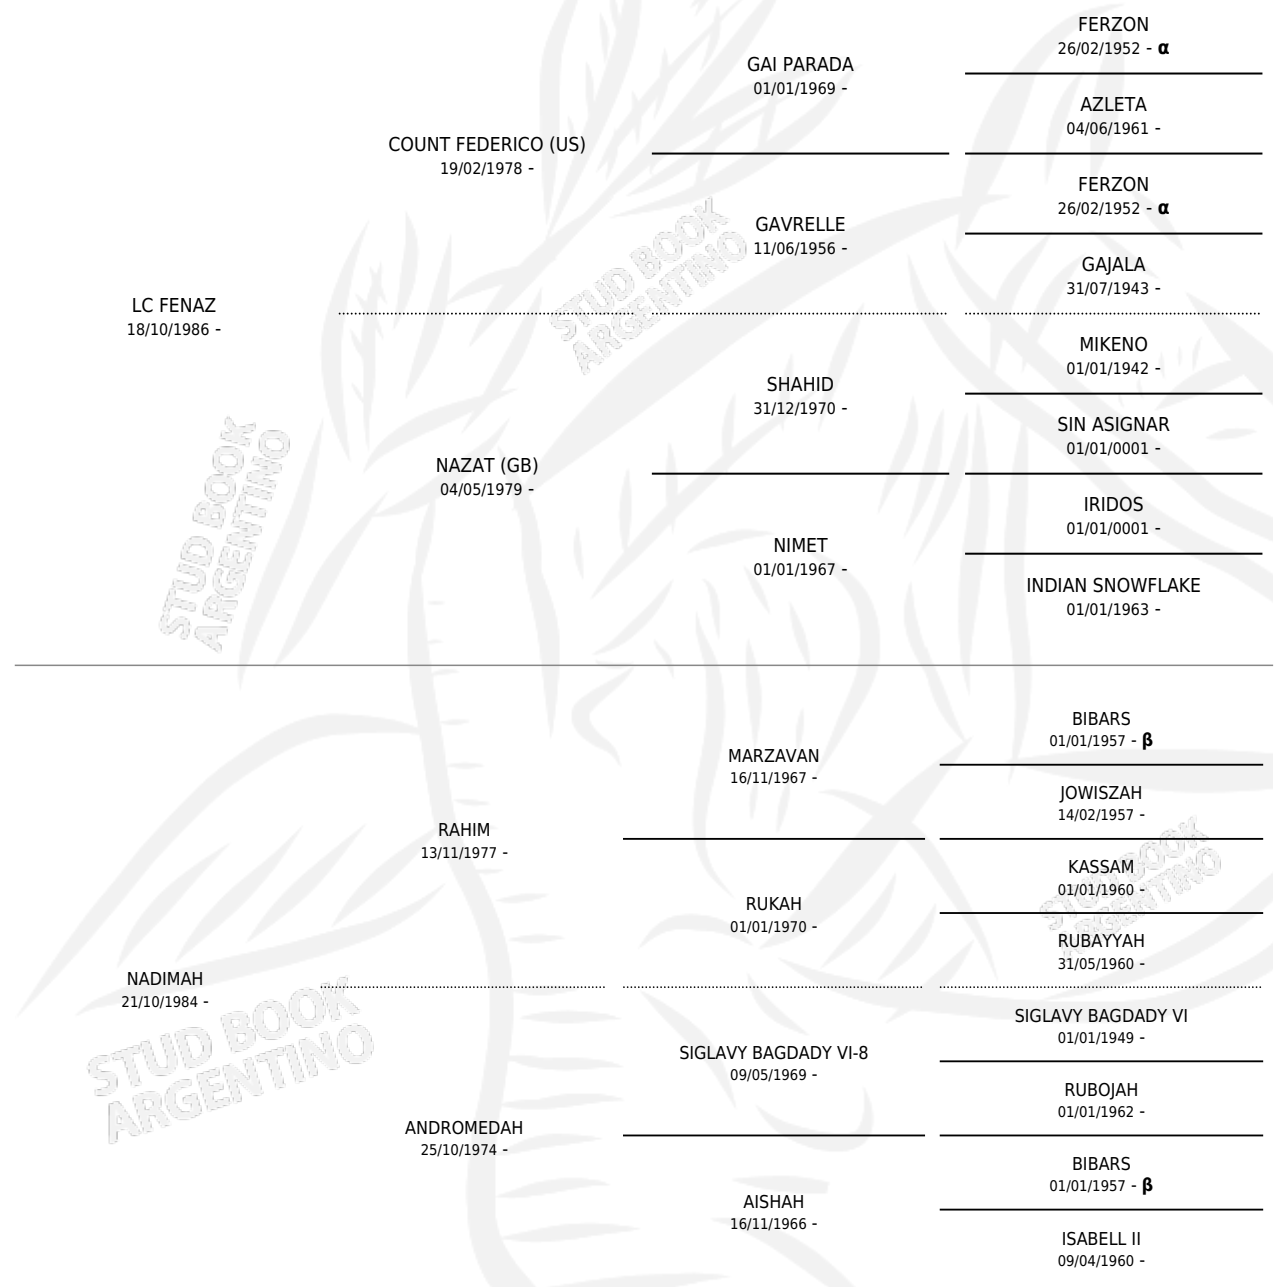 FERZON
26/02/1952 - α
GAI PARADA
01/01/1969 -
AZLETA
04/06/1961 -
COUNT FEDERICO (US)
19/02/1978 -
FERZON
26/02/1952 - α
GAVRELLE
11/06/1956 -
GAJALA
31/07/1943 -
STUD BOOK
ARGENTINO
LC FENAZ
18/10/1986 -
MIKENO
01/01/1942 -
SHAHID
31/12/1970 -
SIN ASIGNAR
01/01/0001 -
NAZAT (GB)
04/05/1979 -
IRIDOS
01/01/0001 -
NIMET
01/01/1967 -
INDIAN SNOWFLAKE
01/01/1963 -
STUD BOOK
ARGENTINO
BIBARS
01/01/1957 - β
MARZAVAN
16/11/1967 -
JOWISZAH
14/02/1957 -
RAHIM
13/11/1977 -
KASSAM
01/01/1960 -
RUKAH
01/01/1970 -
RUBAYYAH
31/05/1960 -
STUD BOOK
ARGENTINO
NADIMAH
21/10/1984 -
SIGLAVY BAGDADY VI
01/01/1949 -
SIGLAVY BAGDADY VI-8
09/05/1969 -
RUBOJAH
01/01/1962 -
STUD BOOK
ARGENTINO
ANDROMEDAH
25/10/1974 -
BIBARS
01/01/1957 - β
AISHAH
16/11/1966 -
ISABELL II
09/04/1960 -